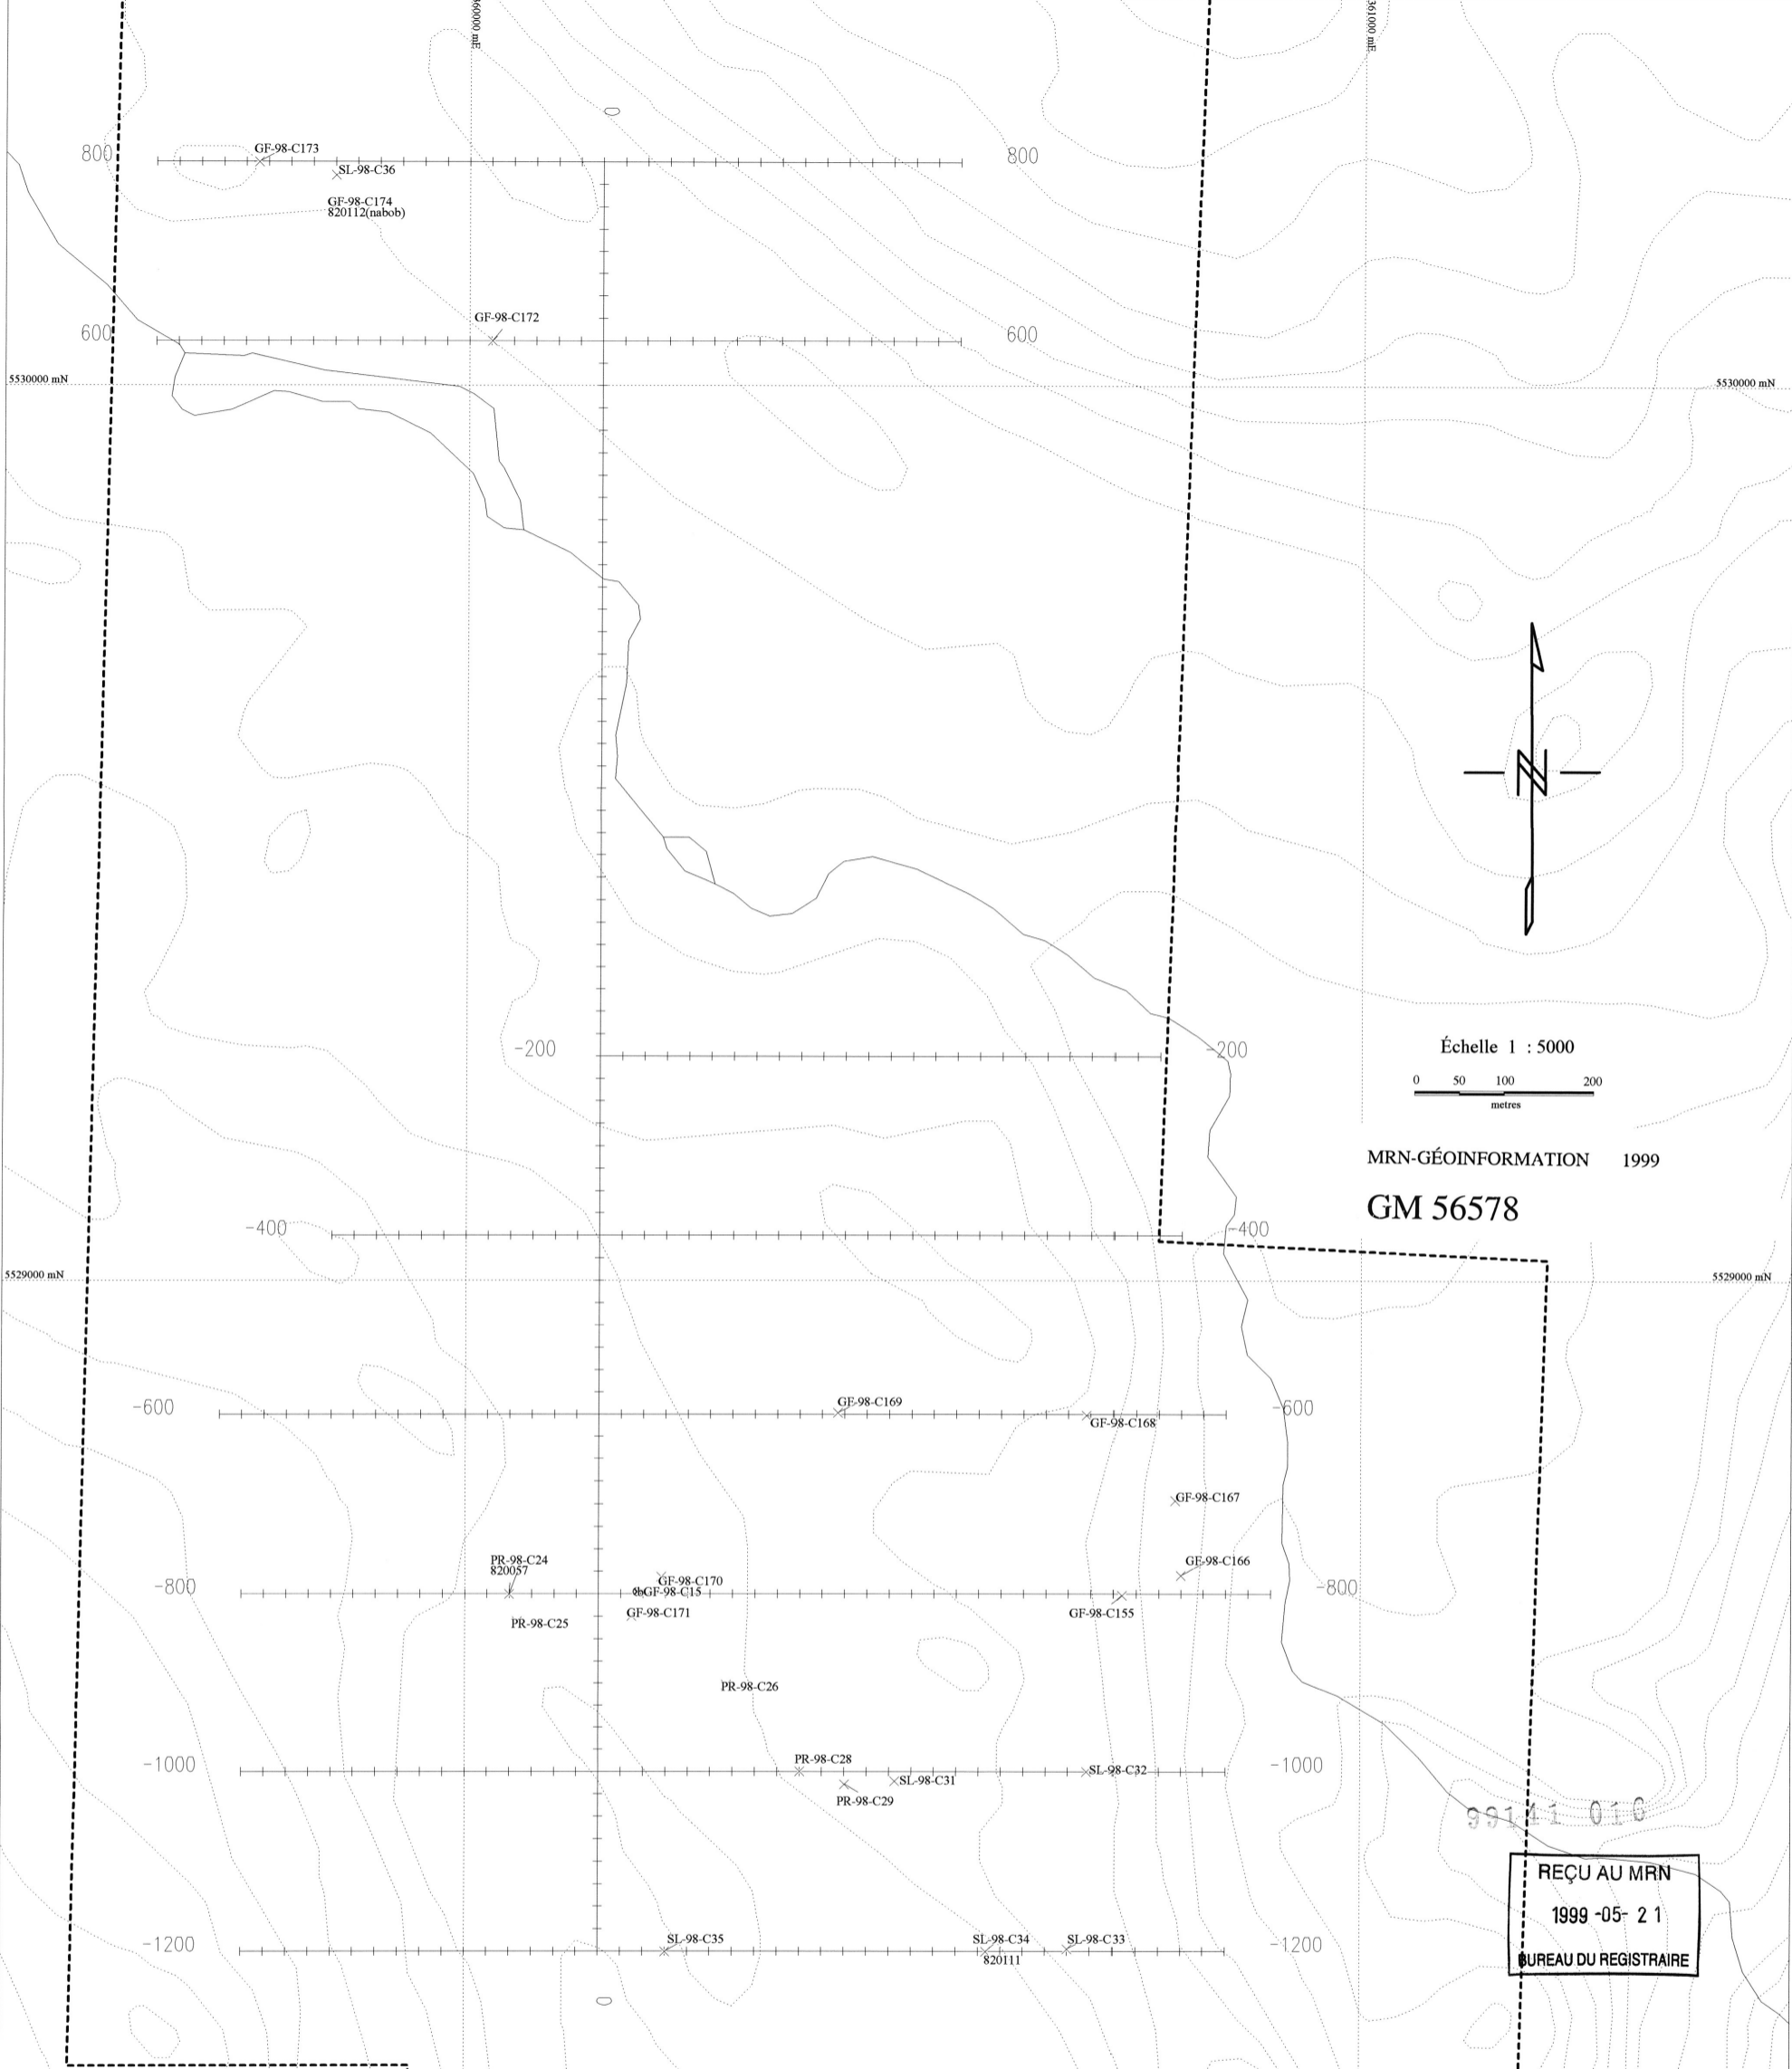 360000 mE
361000 mE
0
800
GF-98-C173
800
SL-98-C36
GF-98-C174
820112(nabob)
GF-98-C172
600
600
5530000 mN
5530000 mN
-200
-200
Échelle 1 : 5000
0 50 100 200
metres
MRN-GÉOINFORMATION 1999
GM 56578
-400
-400
5529000 mN
5529000 mN
GF-98-C169
-600
-600
GF-98-C168
GF-98-C167
PR-98-C24
820057
GF-98-C166
GF-98-C170
-800
GF-98-C15
-800
GF-98-C171
GF-98-C155
PR-98-C25
PR-98-C26
PR-98-C28
-1000
SL-98-C32
-1000
SL-98-C31
PR-98-C29
99141 016
REÇU AU MRN
1999 -05- 21
BUREAU DU REGISTRAIRE
SL-98-C35
SL-98-C34
SL-98-C33
-1200
-1200
820111
0